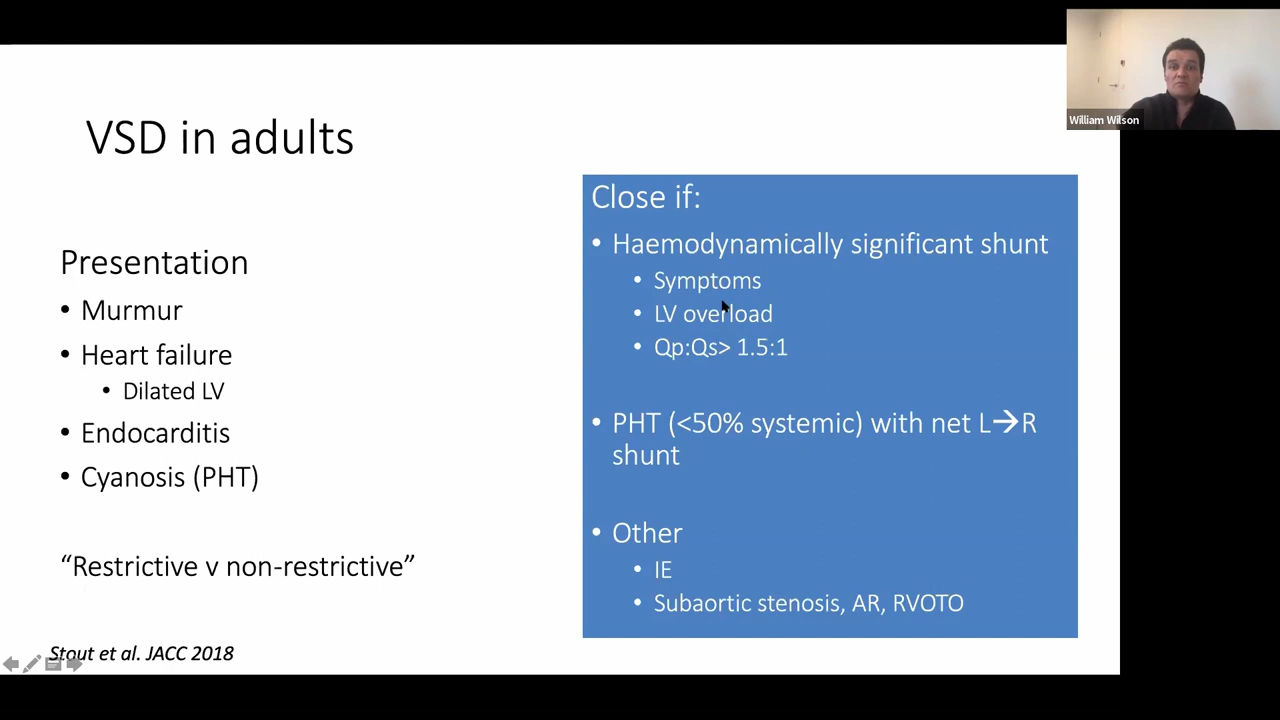 William Wilson
VSD in adults
Presentation
• Murmur
• Heart failure
• Dilated LV
• Endocarditis
• Cyanosis (PHT)
“Restrictive v non-restrictive”
Stout et al. JACC 2018
Close if:
• Haemodynamically significant shunt
• Symptoms
• LV overload
• Qp:Qs> 1.5:1
• PHT (<50% systemic) with net L→R
shunt
• Other
• IE
• Subaortic stenosis, AR, RVOTO